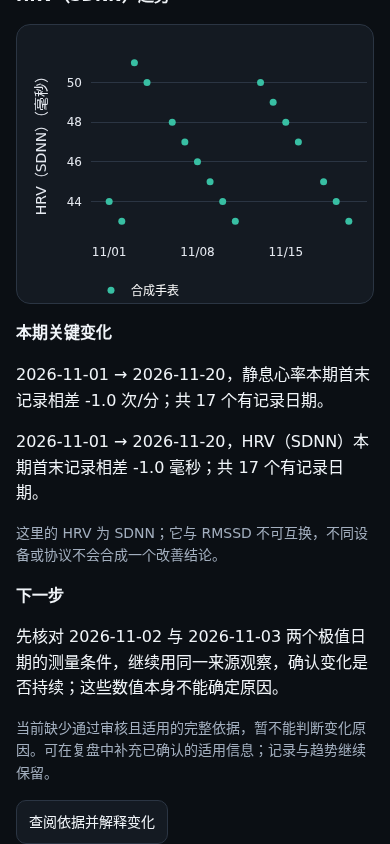 HRV（SDNN）趋势
HRV（SDNN）（毫秒）
50
48
46
44
11/01 11/08 11/15
合成手表
本期关键变化
2026-11-01 → 2026-11-20，静息心率本期首末
记录相差 -1.0 次/分；共 17 个有记录日期。
2026-11-01 → 2026-11-20，HRV（SDNN）本
期首末记录相差 -1.0 毫秒；共 17 个有记录日
期。
这里的 HRV 为 SDNN；它与 RMSSD 不可互换，不同设
备或协议不会合成一个改善结论。
下一步
先核对 2026-11-02 与 2026-11-03 两个极值日
期的测量条件，继续用同一来源观察，确认变化是
否持续；这些数值本身不能确定原因。
当前缺少通过审核且适用的完整依据，暂不能判断变化原
因。可在复盘中补充已确认的适用信息；记录与趋势继续
保留。
查阅依据并解释变化